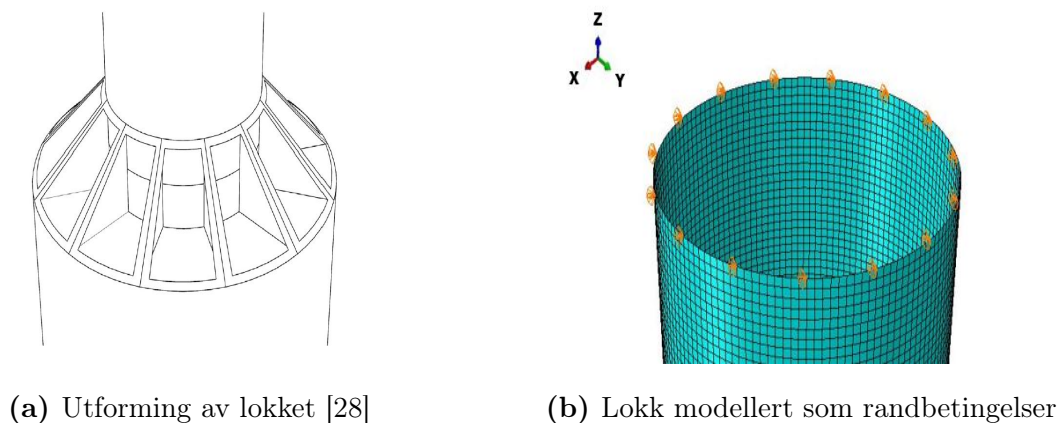 Z
X
Y
(a) Utforming av lokket [28]
(b) Lokk modellert som randbetingelser